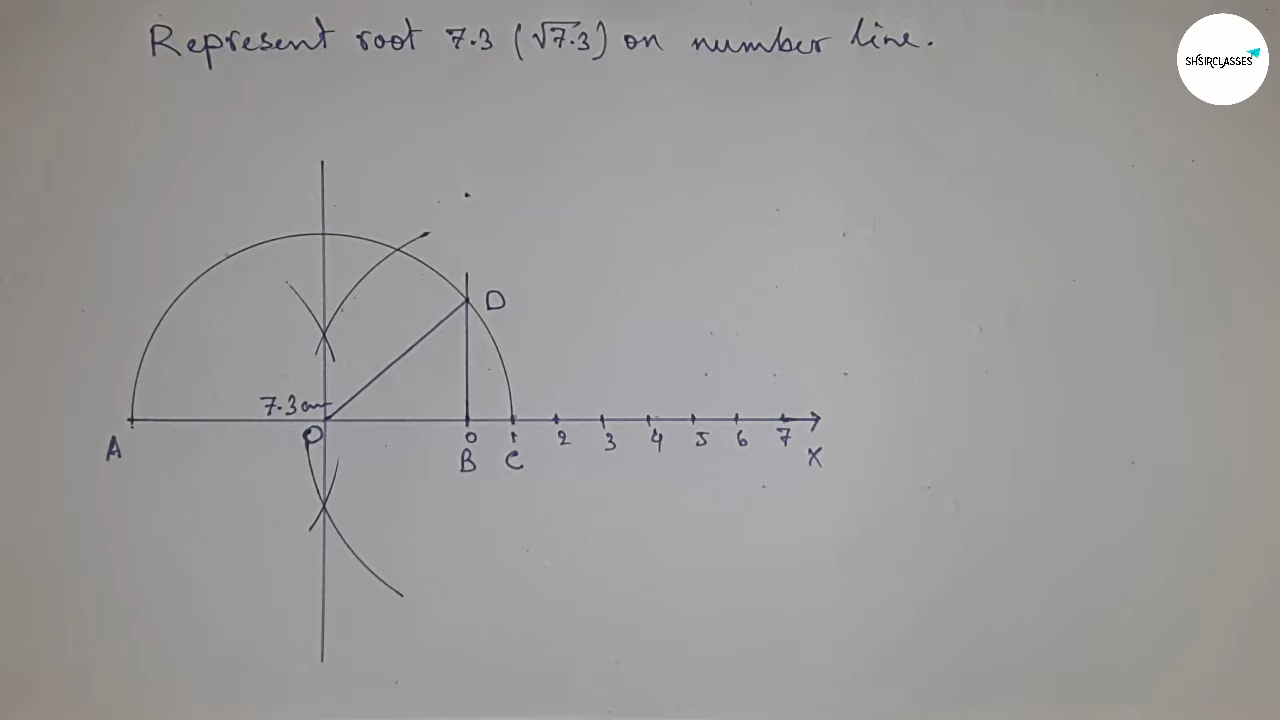 Represent root 7.3 (√7.3) on number line.
SHSIRCLASSES
D
7.3cm
A P 0 1 2 3 4 5 6 7
B C X